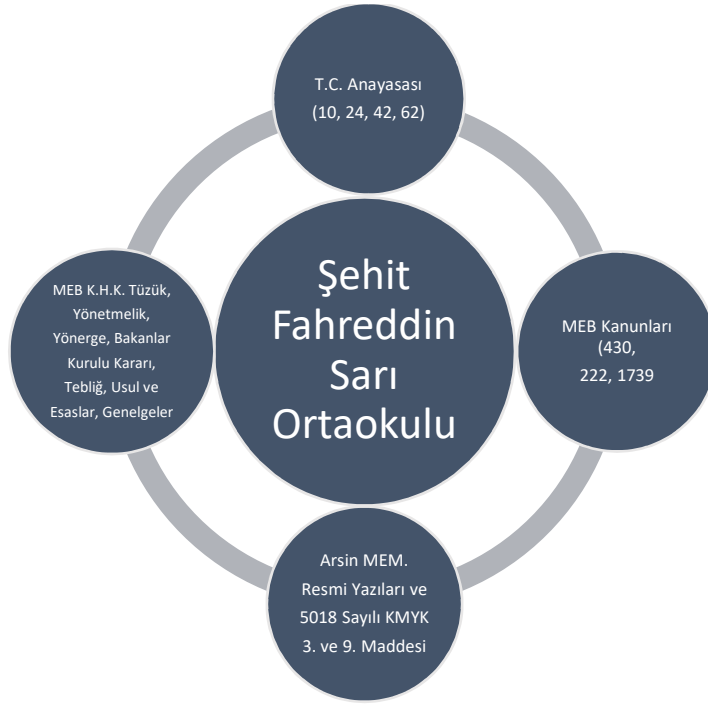 T.C. Anayasası
(10, 24, 42, 62)
Şehit
Fahreddin
Sarı
Ortaokulu
MEB Kanunları
(430,
222, 1739
Arsin MEM.
Resmi Yazıları ve
5018 Sayılı KMYK
3. ve 9. Maddesi
MEB K.H.K. Tüzük,
Yönetmelik,
Yönerge, Bakanlar
Kurulu Kararı,
Tebliğ, Usul ve
Esaslar, Genelgeler